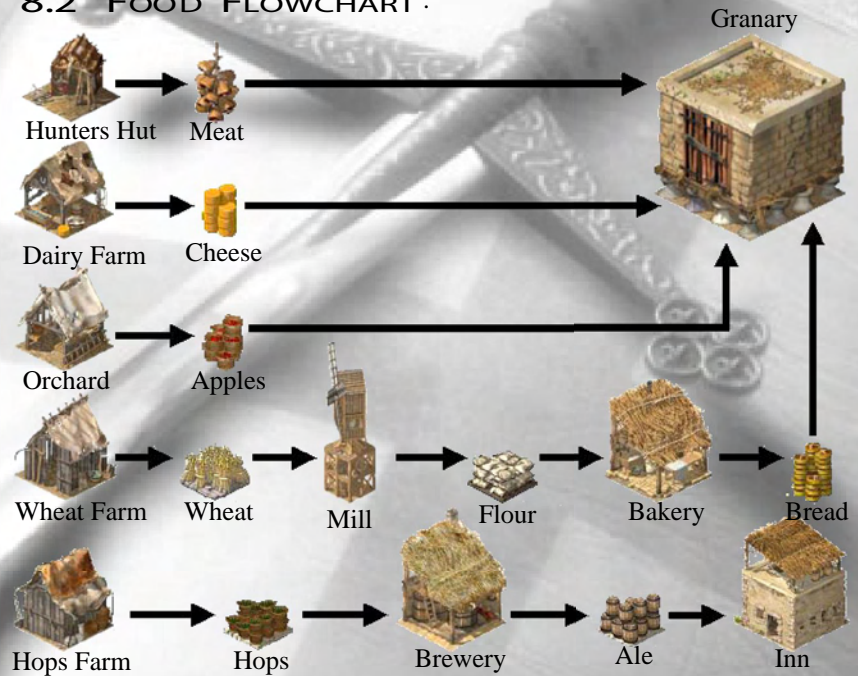 8.2 FOOD FLOWCHART:
Granary
Hunters Hut
Meat
Dairy Farm
Cheese
Orchard
Apples
Wheat Farm
Wheat
Mill
Flour
Bakery
Bread
Hops Farm
Hops
Brewery
Ale
Inn